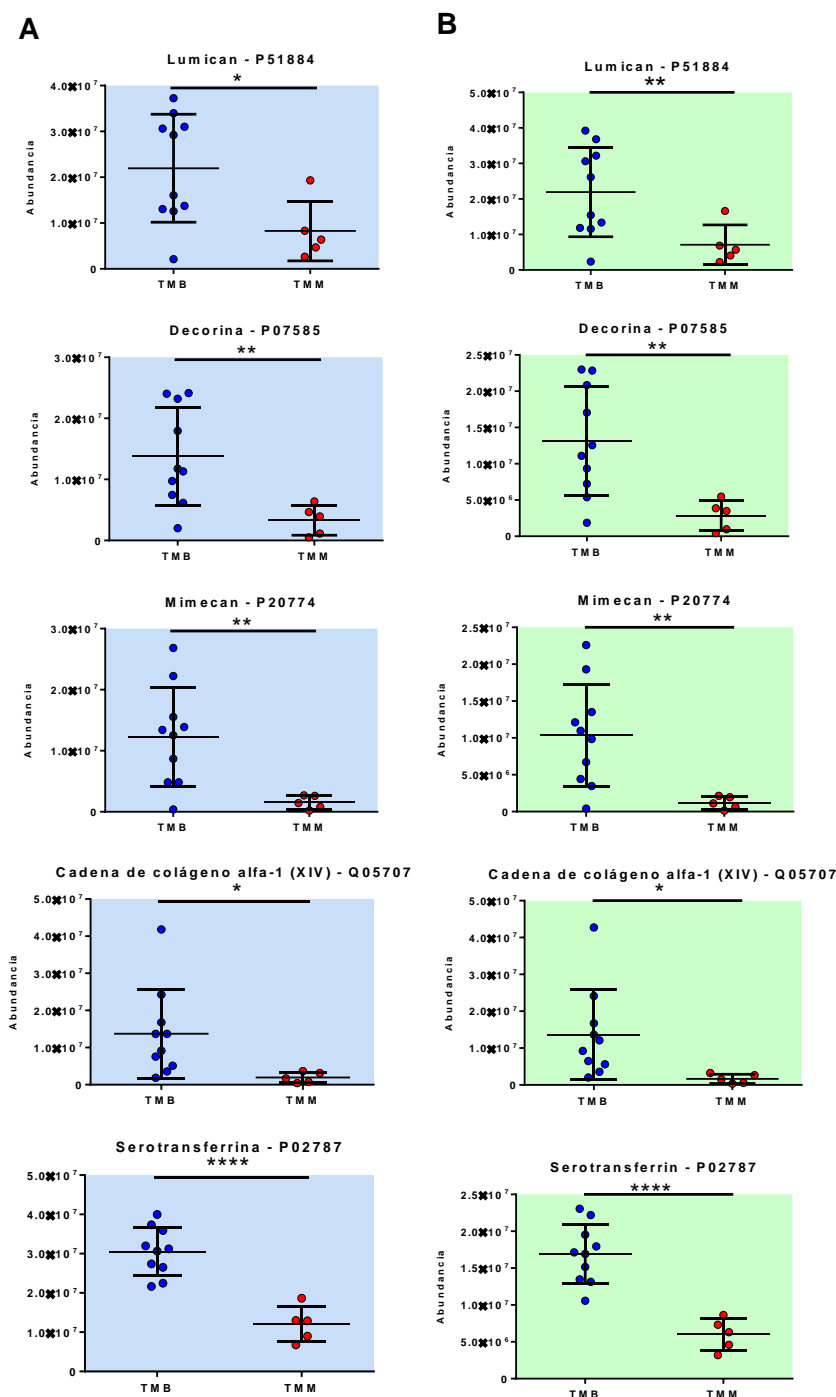 A
Lumican - P51884
*
Abundancia
4.0✖10⁷
3.0✖10⁷
2.0✖10⁷
1.0✖10⁷
0
TMB TMM
Decorina - P07585
**
Abundancia
3.0✖10⁷
2.0✖10⁷
1.0✖10⁷
0
TMB TMM
Mimecan - P20774
**
Abundancia
3.0✖10⁷
2.0✖10⁷
1.0✖10⁷
0
TMB TMM
Cadena de colágeno alfa-1 (XIV) - Q05707
*
Abundancia
5.0✖10⁷
4.0✖10⁷
3.0✖10⁷
2.0✖10⁷
1.0✖10⁷
0
TMB TMM
Serotransferrina - P02787
****
Abundancia
5.0✖10⁷
4.0✖10⁷
3.0✖10⁷
2.0✖10⁷
1.0✖10⁷
0
TMB TMM
B
Lumican - P51884
**
Abundancia
5.0✖10⁷
4.0✖10⁷
3.0✖10⁷
2.0✖10⁷
1.0✖10⁷
0
TMB TMM
Decorina - P07585
**
Abundancia
2.5✖10⁷
2.0✖10⁷
1.5✖10⁷
1.0✖10⁷
5.0✖10⁶
0
TMB TMM
Mimecan - P20774
**
Abundancia
2.5✖10⁷
2.0✖10⁷
1.5✖10⁷
1.0✖10⁷
5.0✖10⁶
0
TMB TMM
Cadena de colágeno alfa-1 (XIV) - Q05707
*
Abundancia
5.0✖10⁷
4.0✖10⁷
3.0✖10⁷
2.0✖10⁷
1.0✖10⁷
0
TMB TMM
Serotransferrin - P02787
****
Abundancia
2.5✖10⁷
2.0✖10⁷
1.5✖10⁷
1.0✖10⁷
5.0✖10⁶
0
TMB TMM